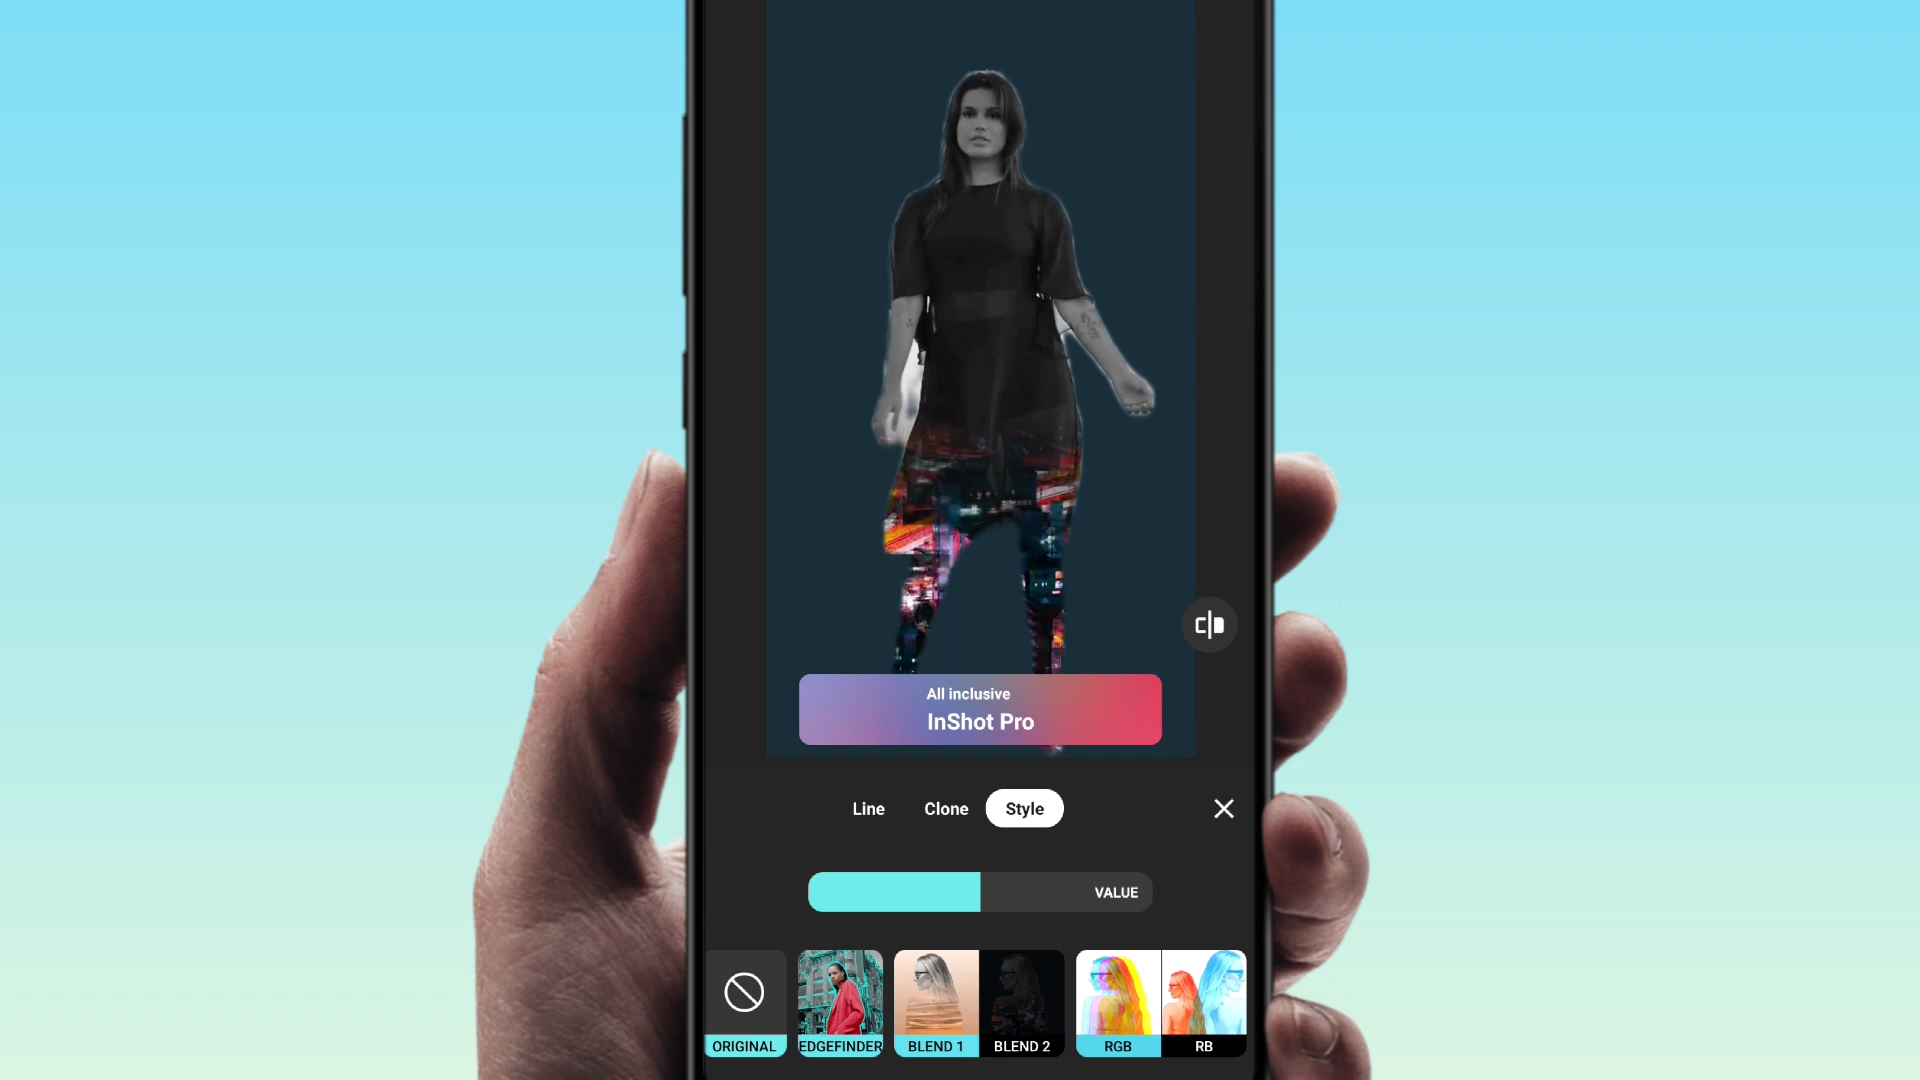 All inclusive
InShot Pro
Line Clone Style
VALUE
ORIGINAL EDGEFINDER BLEND 1 BLEND 2 RGB RB